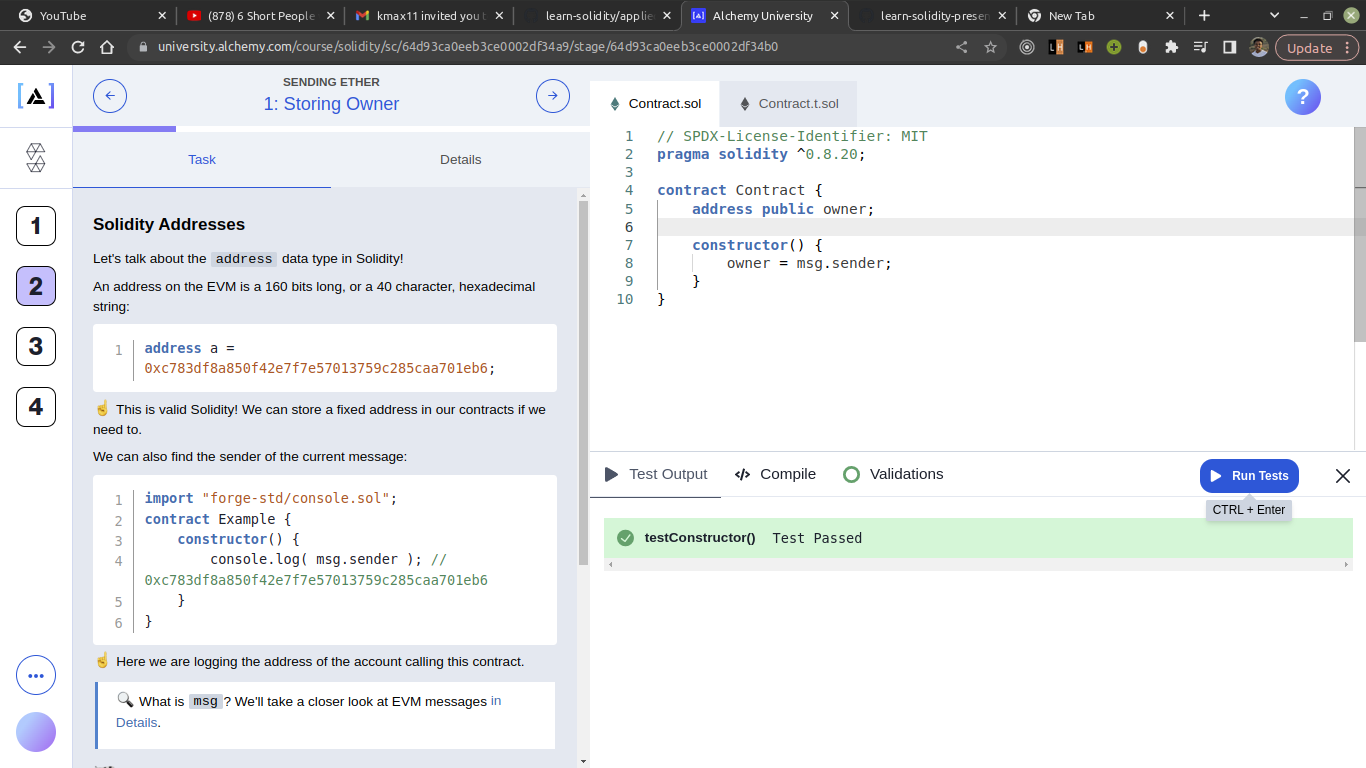 YouTube
(878) 6 Short People
kmax11 invited you t
learn-solidity/applie
Alchemy University
learn-solidity-presen
New Tab
university.alchemy.com/course/solidity/sc/64d93ca0eeb3ce0002df34a9/stage/64d93ca0eeb3ce0002df34b0
LH
LH
Update
[A]
1
2
3
4
SENDING ETHER
1: Storing Owner
Task
Details
Solidity Addresses
Let's talk about the address data type in Solidity!
An address on the EVM is a 160 bits long, or a 40 character, hexadecimal
string:
1 address a =
0xc783df8a850f42e7f7e57013759c285caa701eb6;
☝ This is valid Solidity! We can store a fixed address in our contracts if we
need to.
We can also find the sender of the current message:
1 import "forge-std/console.sol";
2 contract Example {
3 constructor() {
4 console.log( msg.sender ); //
0xc783df8a850f42e7f7e57013759c285caa701eb6
5 }
6 }
☝ Here we are logging the address of the account calling this contract.
🔍 What is msg? We'll take a closer look at EVM messages in
Details.
Contract.sol
Contract.t.sol
?
1 // SPDX-License-Identifier: MIT
2 pragma solidity ^0.8.20;
3
4 contract Contract {
5 address public owner;
6
7 constructor() {
8 owner = msg.sender;
9 }
10 }
Test Output
</> Compile
Validations
Run Tests
CTRL + Enter
testConstructor() Test Passed